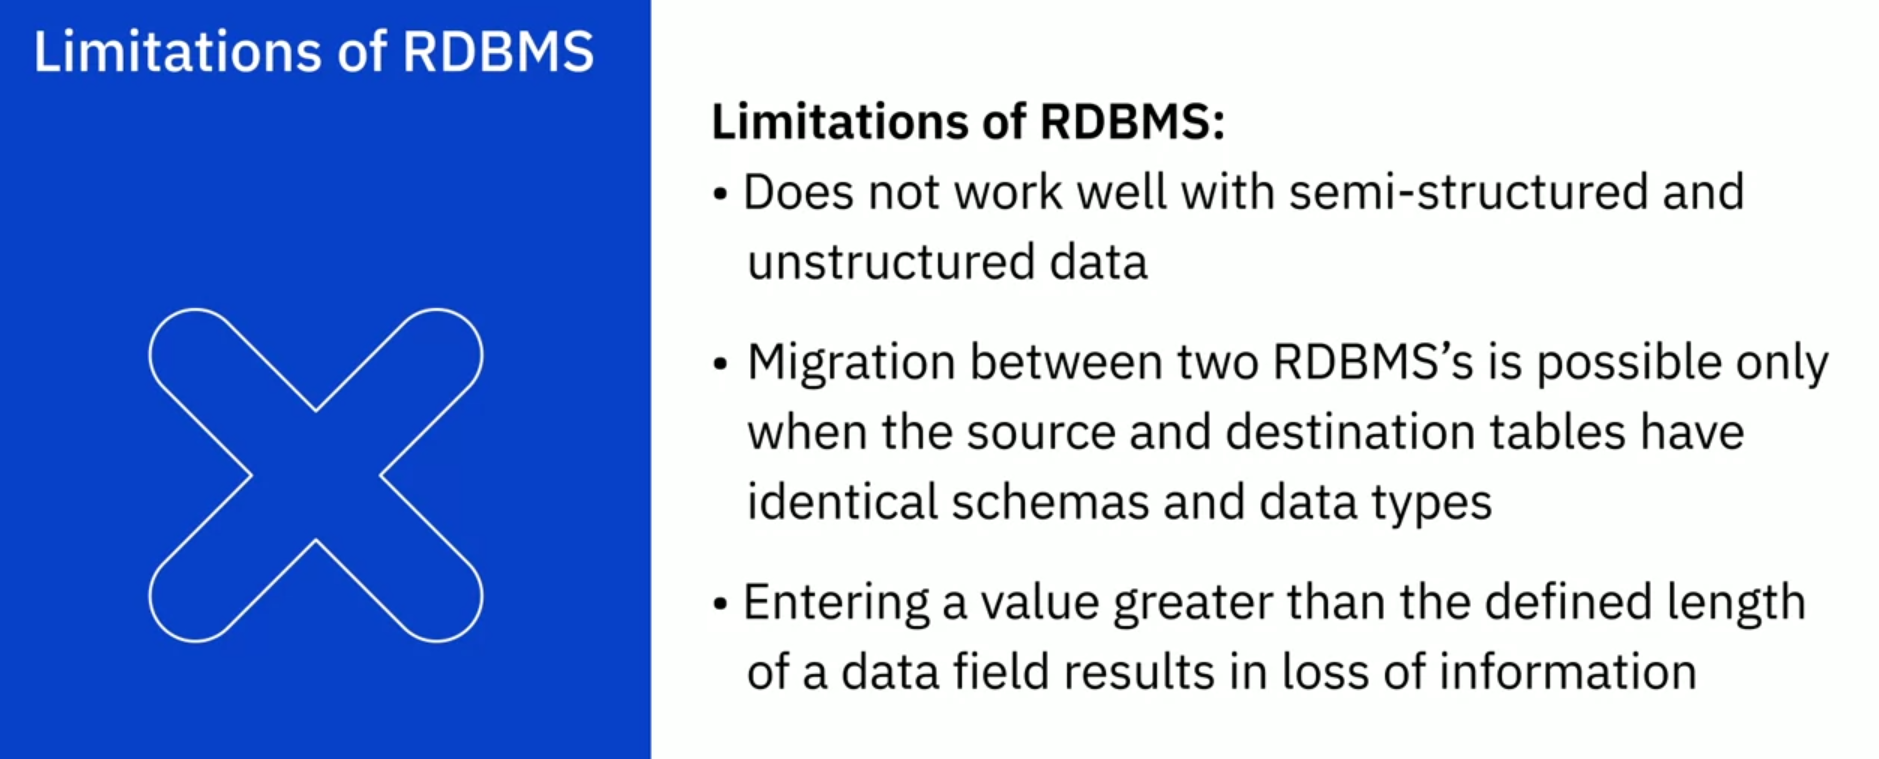 Limitations of RDBMS
Limitations of RDBMS:
• Does not work well with semi-structured and
unstructured data
• Migration between two RDBMS’s is possible only
when the source and destination tables have
identical schemas and data types
• Entering a value greater than the defined length
of a data field results in loss of information